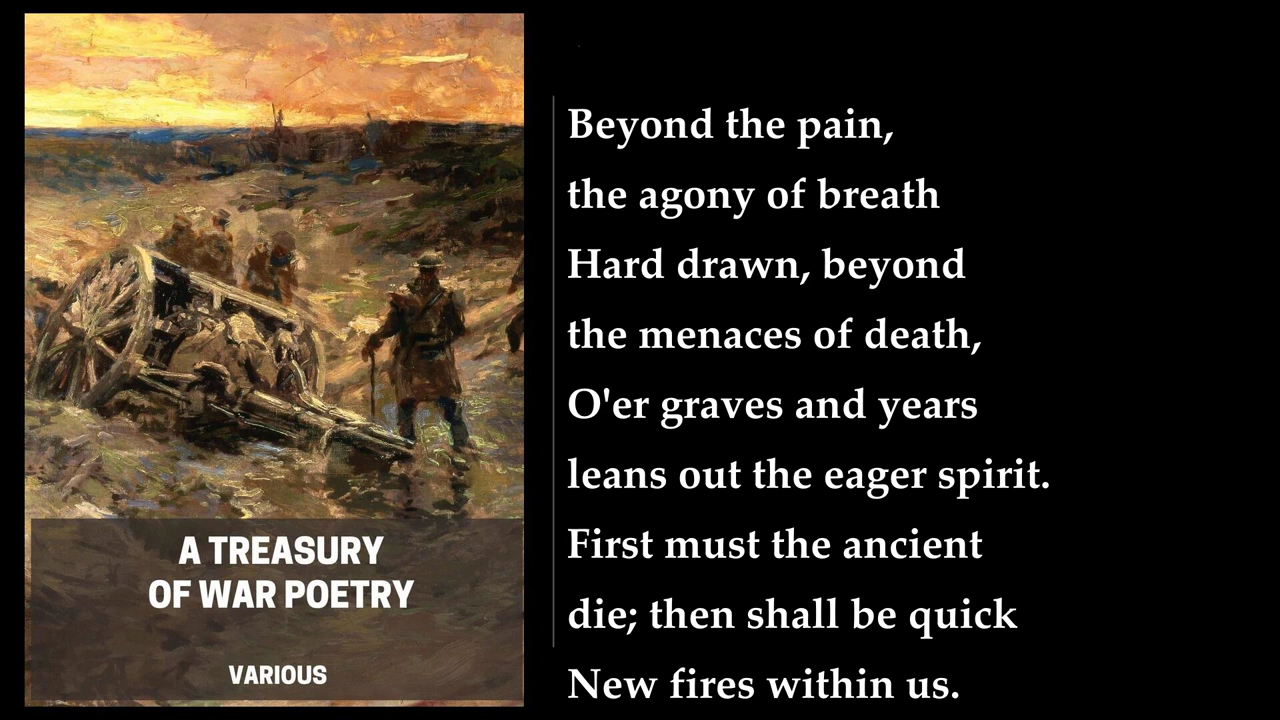 A TREASURY
OF WAR POETRY
VARIOUS
Beyond the pain,
the agony of breath
Hard drawn, beyond
the menaces of death,
O'er graves and years
leans out the eager spirit.
First must the ancient
die; then shall be quick
New fires within us.